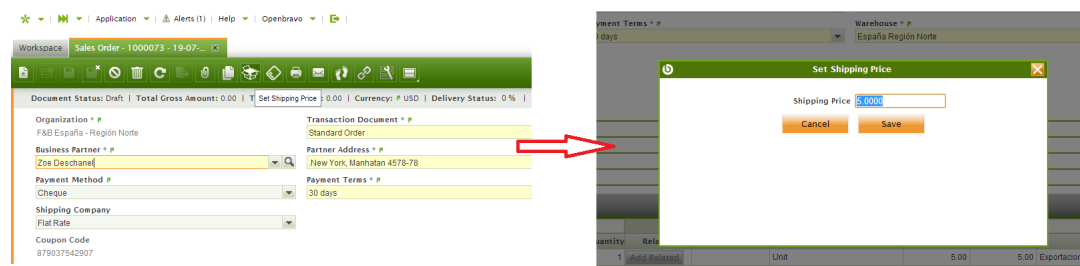 Application Alerts (1) Help Openbravo
Workspace Sales Order - 1000073 - 19-07-...
Document Status: Draft | Total Gross Amount: 0.00 | T Set Shipping Price : 0.00 | Currency: USD | Delivery Status: 0 % |
Organization *
F&B España - Región Norte
Transaction Document *
Standard Order
Business Partner *
Zoe Deschanel
Partner Address *
.New York, Manhatan 4578-78
Payment Method
Cheque
Payment Terms *
30 days
Shipping Company
Flat Rate
Coupon Code
879037542907
yment Terms * Warehouse *
days España Región Norte
Set Shipping Price
Shipping Price 5.0000
Cancel Save
uantity Rela
1 Add Related Unit 5.00 5.00 Exportacion